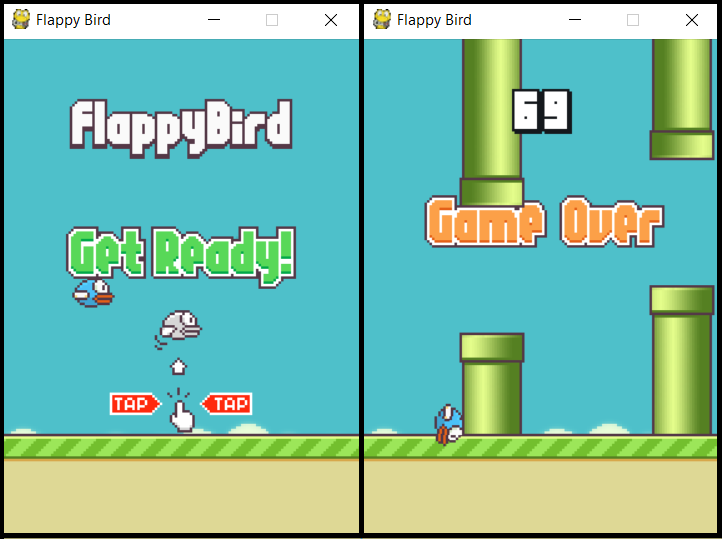 Flappy Bird
FlappyBird
Get Ready!
TAP TAP
Flappy Bird
69
Game Over